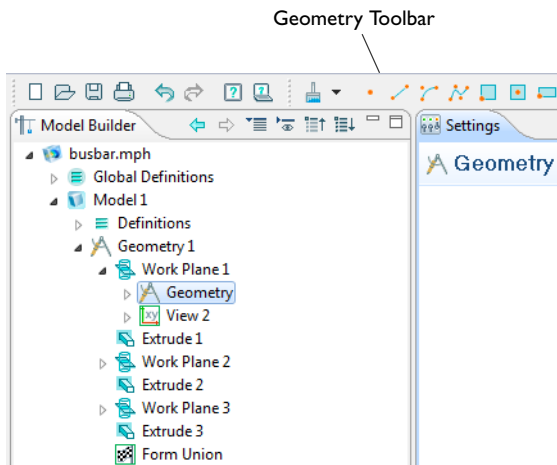 Geometry Toolbar
Model Builder
Settings
busbar.mph
Global Definitions
Model 1
Definitions
Geometry 1
Work Plane 1
Geometry
xy View 2
Extrude 1
Work Plane 2
Extrude 2
Work Plane 3
Extrude 3
Form Union
Geometry